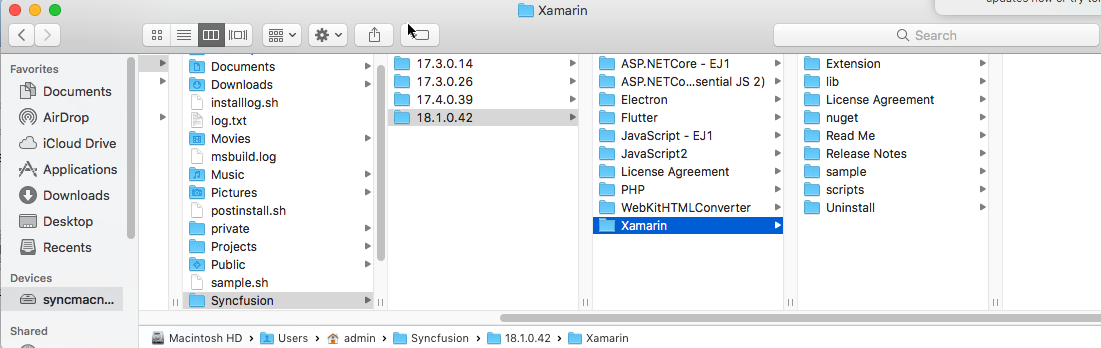 Xamarin
updates now or try to
Search
Favorites
Documents
AirDrop
iCloud Drive
Applications
Downloads
Desktop
Recents
Devices
syncmacn...
Shared
Documents
Downloads
installlog.sh
log.txt
Movies
msbuild.log
Music
Pictures
postinstall.sh
private
Projects
Public
sample.sh
Syncfusion
17.3.0.14
17.3.0.26
17.4.0.39
18.1.0.42
ASP.NETCore - EJ1
ASP.NETCo...sential JS 2)
Electron
Flutter
JavaScript - EJ1
JavaScript2
License Agreement
PHP
WebKitHTMLConverter
Xamarin
Extension
lib
License Agreement
nuget
Read Me
Release Notes
sample
scripts
Uninstall
Macintosh HD Users admin Syncfusion 18.1.0.42 Xamarin